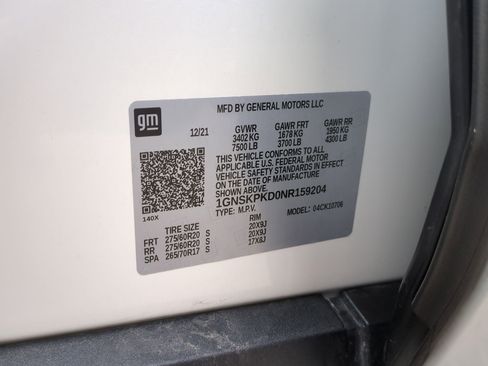 gm
MFD BY GENERAL MOTORS LLC
12/21 GVWR GAWR FRT GAWR RR
3402 KG 1678 KG 1950 KG
7500 LB 3700 LB 4300 LB
THIS VEHICLE CONFORMS TO ALL
APPLICABLE U.S. FEDERAL MOTOR
VEHICLE SAFETY STANDARDS IN EFFECT
ON THE DATE OF MANUFACTURE
SHOWN ABOVE.
1GNSKPKD0NR159204
140X TYPE: M.P.V. MODEL: 04CK10706
TIRE SIZE RIM
FRT 275/60R20 S 20X9J
RR 275/60R20 S 20X9J
SPA 265/70R17 S 17X8J